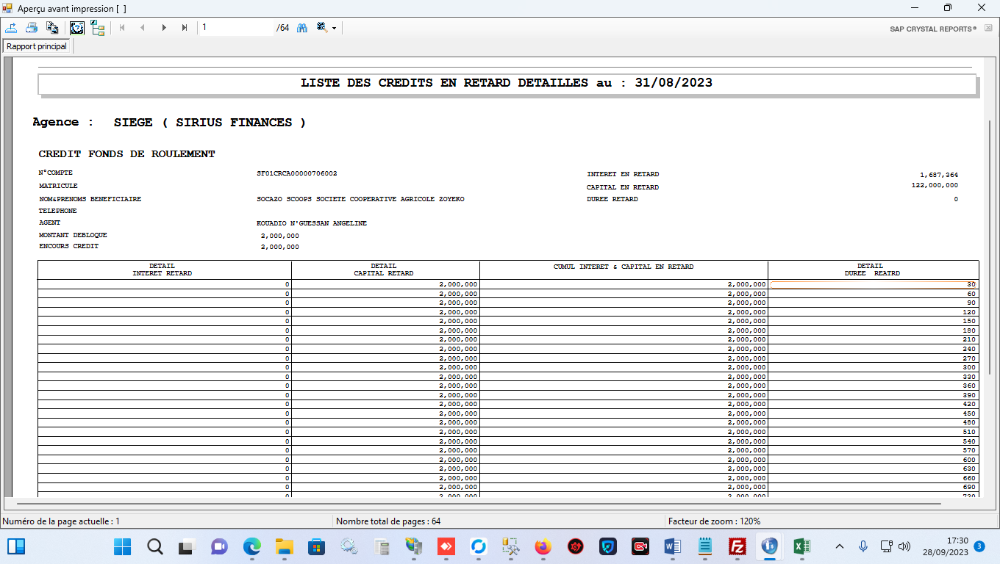 Aperçu avant impression [ ]
1 /64
SAP CRYSTAL REPORTS®
Rapport principal
LISTE DES CREDITS EN RETARD DETAILLES au : 31/08/2023
Agence : SIEGE ( SIRIUS FINANCES )
CREDIT FONDS DE ROULEMENT
N°COMPTE SF01CRCA00000706002 INTERET EN RETARD 1,687,364
MATRICULE CAPITAL EN RETARD 122,000,000
NOM&PRENOMS BENEFICIAIRE SOCAZO SCOOPS SOCIETE COOPERATIVE AGRICOLE ZOYEKO DUREE RETARD 0
TELEPHONE
AGENT KOUADIO N'GUESSAN ANGELINE
MONTANT DEBLOQUE 2,000,000
ENCOURS CREDIT 2,000,000
DETAIL DETAIL CUMUL INTERET & CAPITAL EN RETARD DETAIL
INTERET RETARD CAPITAL RETARD DUREE REATRD
0 2,000,000 2,000,000 30
0 2,000,000 2,000,000 60
0 2,000,000 2,000,000 90
0 2,000,000 2,000,000 120
0 2,000,000 2,000,000 150
0 2,000,000 2,000,000 180
0 2,000,000 2,000,000 210
0 2,000,000 2,000,000 240
0 2,000,000 2,000,000 270
0 2,000,000 2,000,000 300
0 2,000,000 2,000,000 330
0 2,000,000 2,000,000 360
0 2,000,000 2,000,000 390
0 2,000,000 2,000,000 420
0 2,000,000 2,000,000 450
0 2,000,000 2,000,000 480
0 2,000,000 2,000,000 510
0 2,000,000 2,000,000 540
0 2,000,000 2,000,000 570
0 2,000,000 2,000,000 600
0 2,000,000 2,000,000 630
0 2,000,000 2,000,000 660
0 2,000,000 2,000,000 690
0 2,000,000 2,000,000 720
Numéro de la page actuelle : 1 Nombre total de pages : 64 Facteur de zoom : 120%
17:30
28/09/2023 3